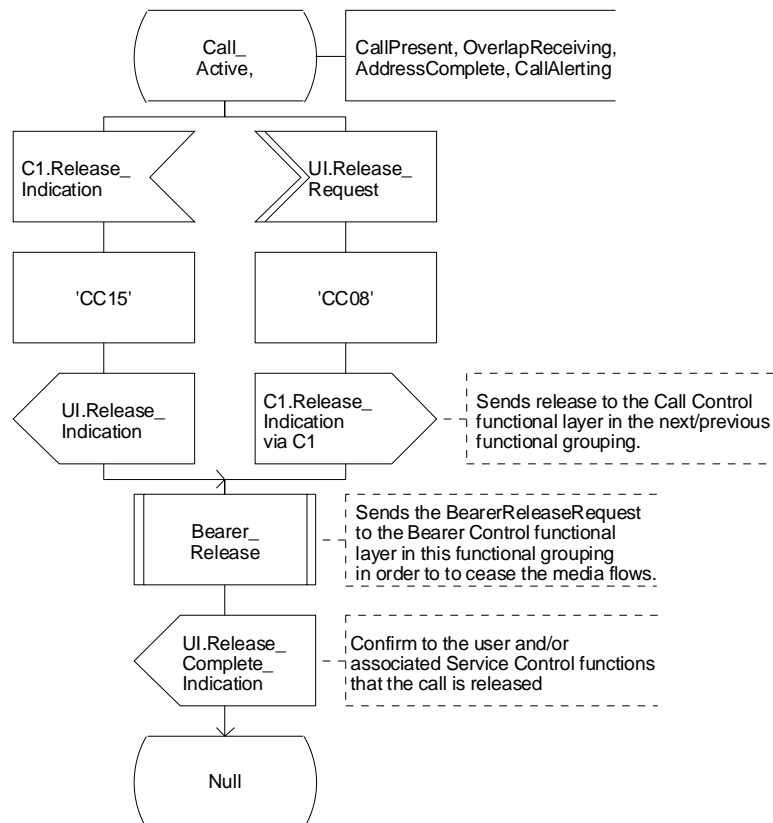 Call_
Active,
CallPresent, OverlapReceiving,
AddressComplete, CallAlerting
C1.Release_
Indication
UI.Release_
Request
'CC15'
'CC08'
UI.Release_
Indication
C1.Release_
Indication
via C1
Sends release to the Call Control
functional layer in the next/previous
functional grouping.
Bearer_
Release
Sends the BearerReleaseRequest
to the Bearer Control functional
layer in this functional grouping
in order to to cease the media flows.
UI.Release_
Complete_
Indication
Confirm to the user and/or
associated Service Control functions
that the call is released
Null